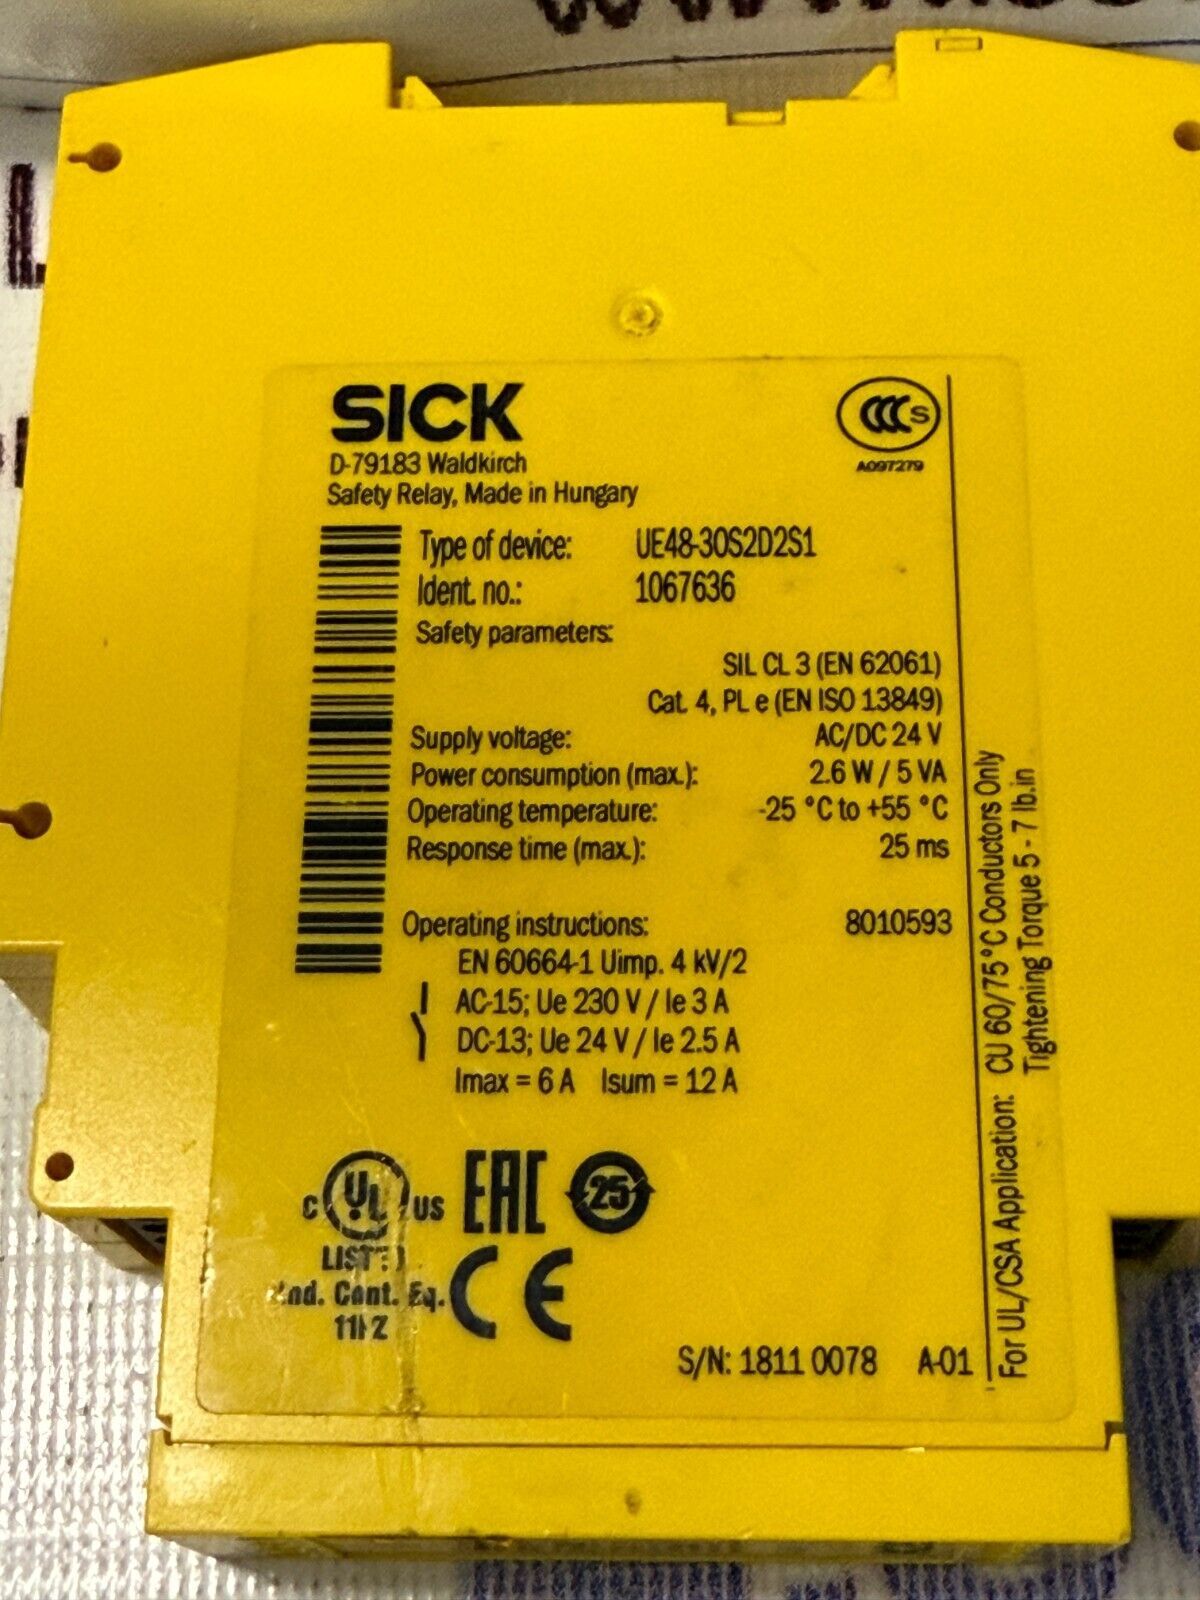 SICK
D-79183 Waldkirch
Safety Relay, Made in Hungary
CCC S
A097279
Type of device: UE48-3OS2D2S1
Ident. no.: 1067636
Safety parameters:
SIL CL 3 (EN 62061)
Cat. 4, PL e (EN ISO 13849)
Supply voltage: AC/DC 24 V
Power consumption (max.): 2.6 W / 5 VA
Operating temperature: -25 °C to +55 °C
Response time (max.): 25 ms
Operating instructions: 8010593
EN 60664-1 Uimp. 4 kV/2
AC-15; Ue 230 V / Ie 3 A
DC-13; Ue 24 V / Ie 2.5 A
Imax = 6 A Isum = 12 A
c UL US
LISTED
Ind. Cont. Eq.
EAC
25
CE
S/N: 1811 0078 A-01
For UL/CSA Application: CU 60/75°C Conductors Only
Tightening Torque 5 - 7 lb.in